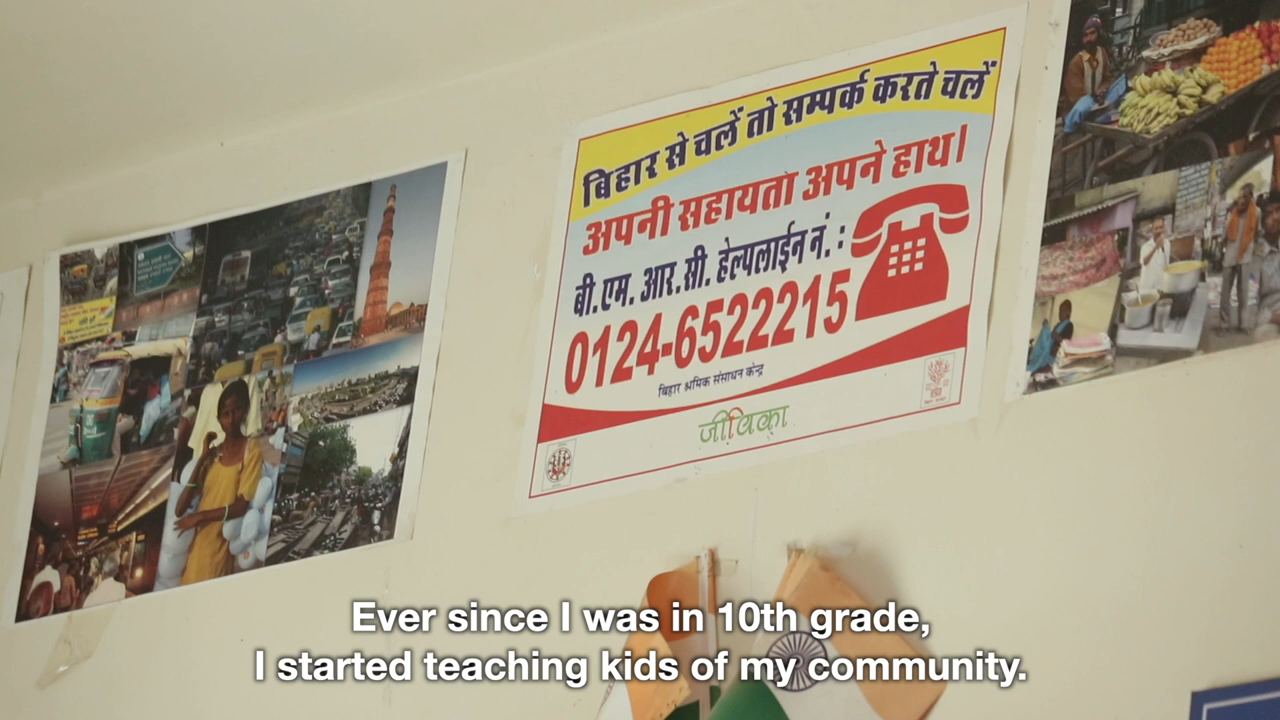 बिहार से चलें तो सम्पर्क करते चलें
अपनी सहायता अपने हाथ।
बी.एम. आर.सी. हेल्पलाईन नं. :
0124-6522215
बिहार श्रमिक संसाधन केन्द्र
जीविका
Ever since I was in 10th grade,
I started teaching kids of my community.